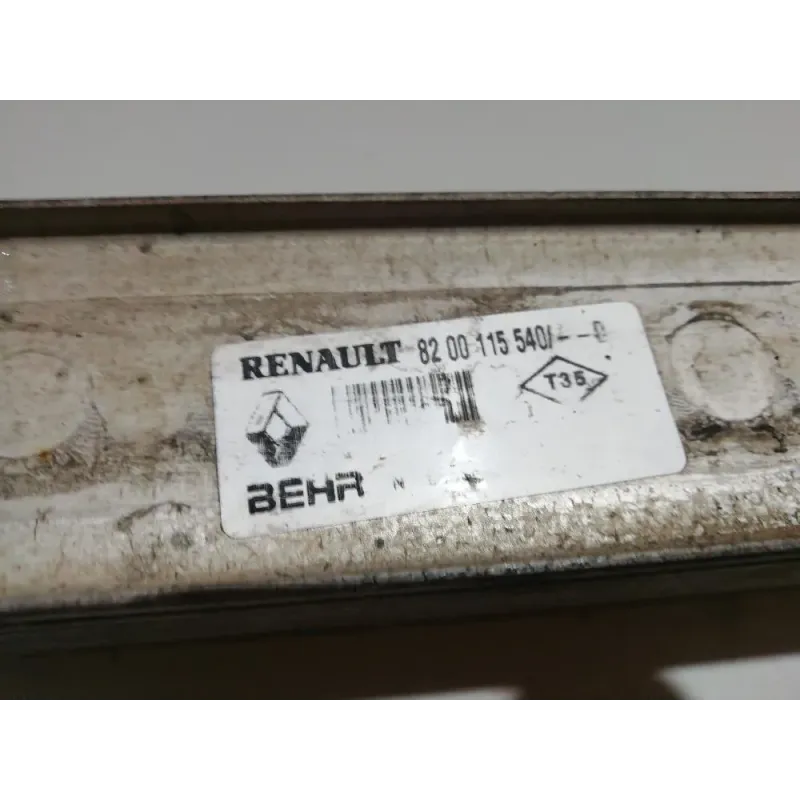 RENAULT 82 00 115 540/- --D
T35
BEHR N